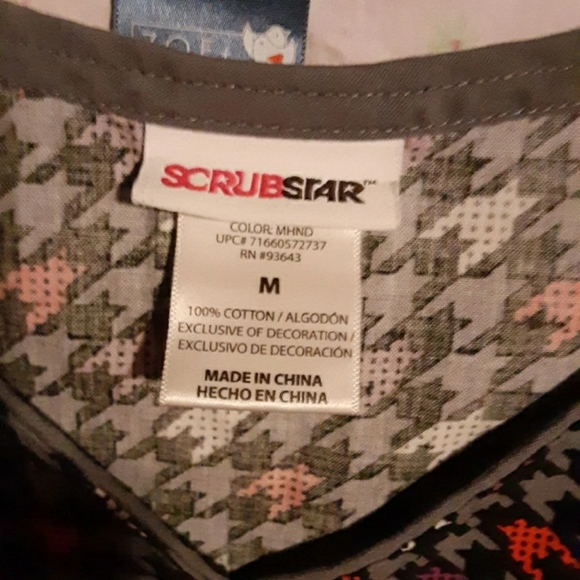 SCRUBSTAR™
COLOR: MHND
UPC# 71660572737
RN #93643
M
100% COTTON / ALGODÓN
EXCLUSIVE OF DECORATION /
EXCLUSIVO DE DECORACIÓN
MADE IN CHINA
HECHO EN CHINA